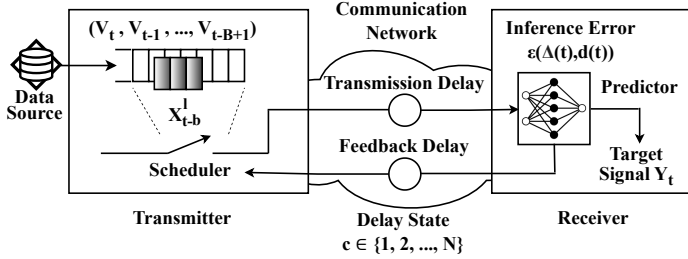 (V_t , V_{t-1} , ..., V_{t-B+1})
Data
Source
X^l_{t-b}
Scheduler
Transmitter
Communication
Network
Transmission Delay
Feedback Delay
Delay State
c ∈ {1, 2, ..., N}
Inference Error
ε(Δ(t),d(t))
Predictor
Target
Signal Y_t
Receiver